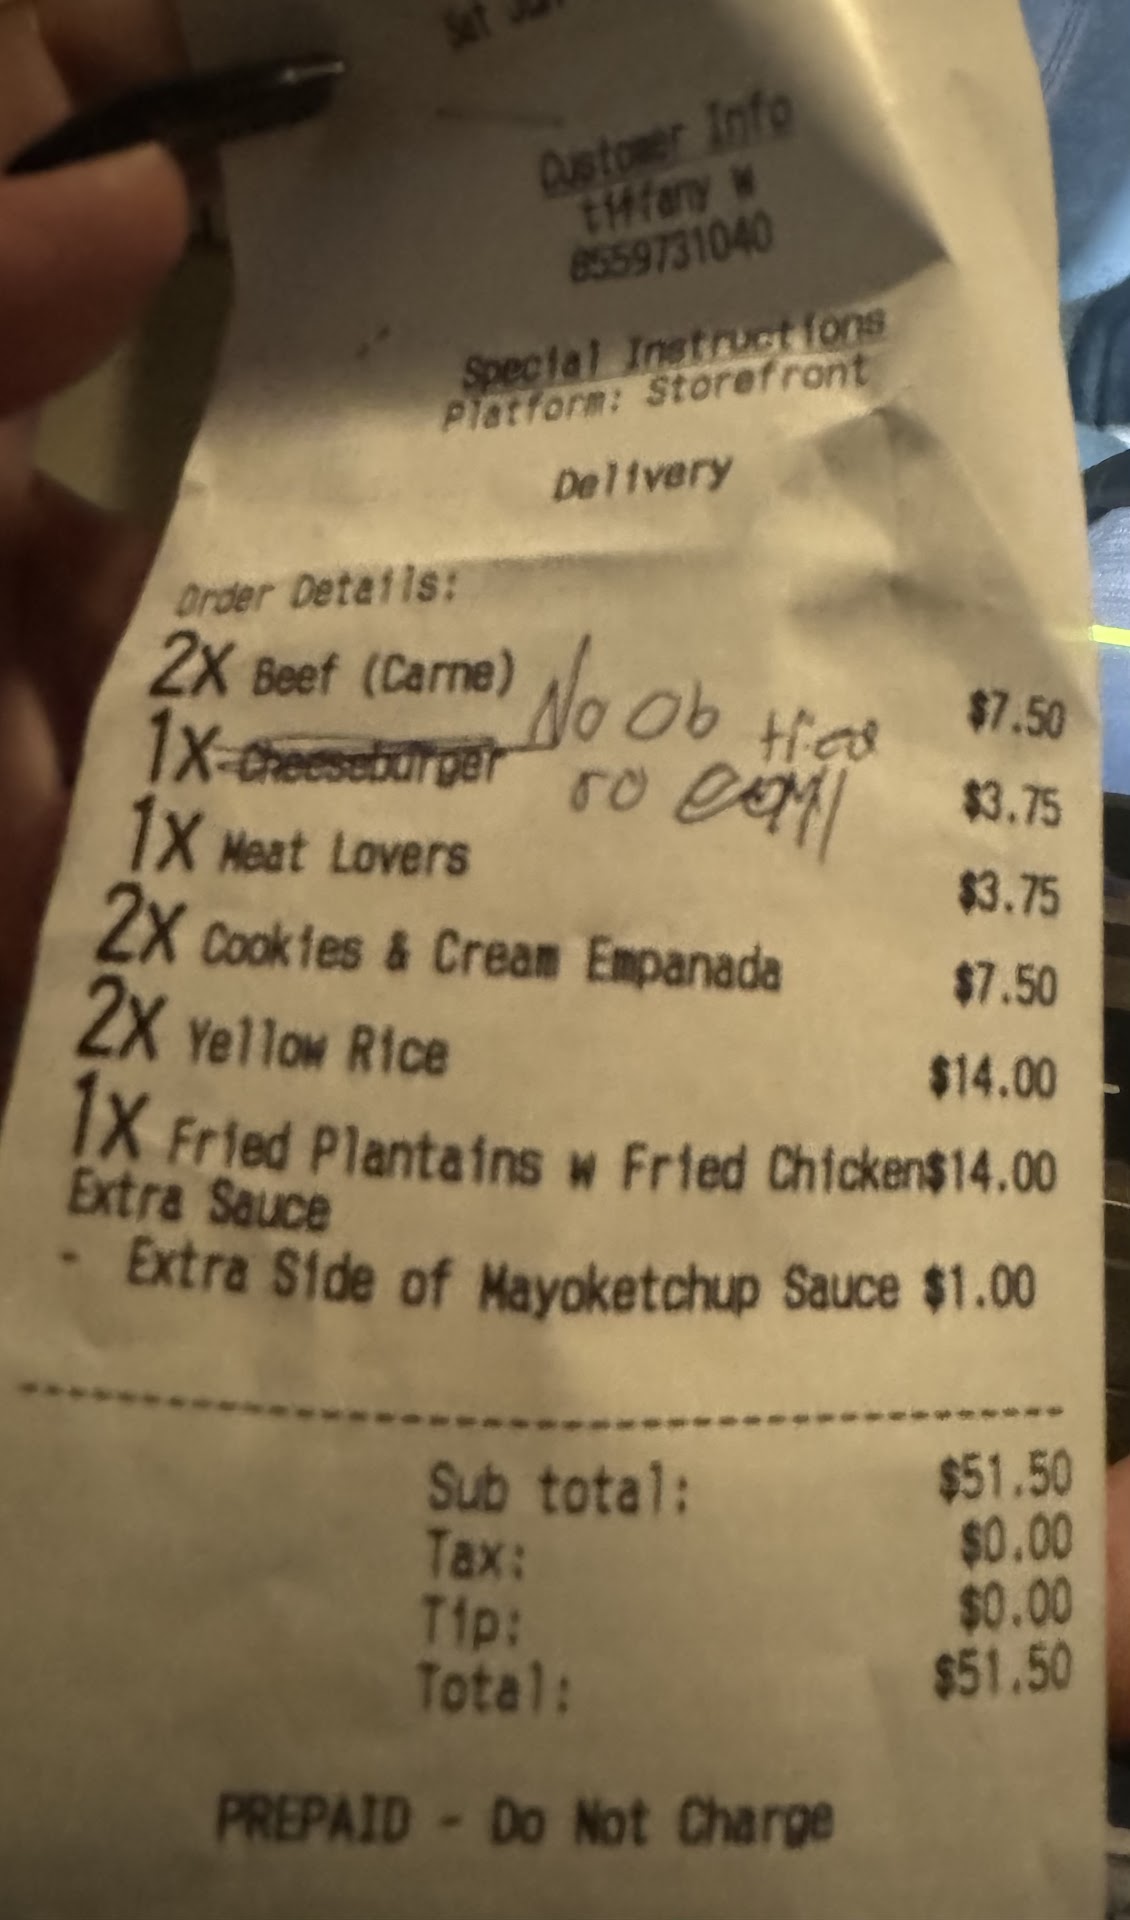 Sat
Customer Info
tiffany w
8559731040
Special Instructions
Platform: Storefront
Delivery
Order Details:
2X Beef (Carne) $7.50
No
1X Cheeseburger $3.75
so
1X Meat Lovers $3.75
2X Cookies & Cream Empanada $7.50
2X Yellow Rice $14.00
1X Fried Plantains w Fried Chicken $14.00
Extra Sauce
- Extra Side of Mayoketchup Sauce $1.00
Sub total: $51.50
Tax: $0.00
Tip: $0.00
Total: $51.50
PREPAID - Do Not Charge